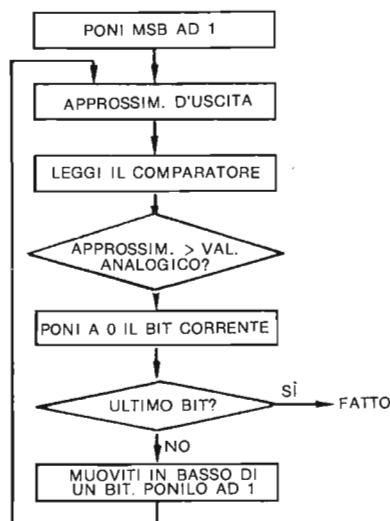 PONI MSB AD 1
APPROSSIM. D'USCITA
LEGGI IL COMPARATORE
APPROSSIM. > VAL.
ANALOGICO?
PONI A 0 IL BIT CORRENTE
ULTIMO BIT?
SÌ
FATTO
NO
MUOVITI IN BASSO DI
UN BIT. PONILO AD 1